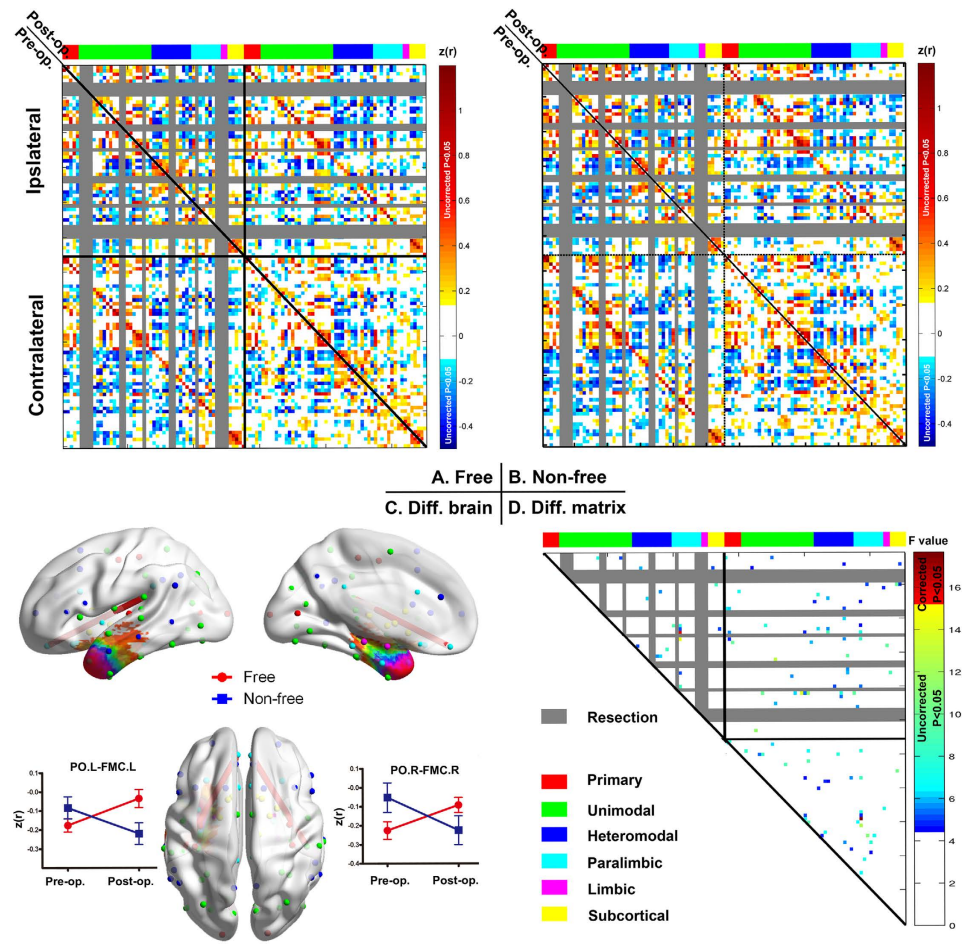 Post-op.
Pre-op.
z(r)
Ipslateral
Contralateral
1
0.8
0.6
0.4
0.2
0
-0.2
-0.4
Uncorrected P<0.05
Uncorrected P<0.05
Post-op.
Pre-op.
z(r)
1
0.8
0.6
0.4
0.2
0
-0.2
-0.4
Uncorrected P<0.05
Uncorrected P<0.05
A. Free
B. Non-free
C. Diff. brain
D. Diff. matrix
Free
Non-free
PO.L-FMC.L
z(r)
0.1
-0.0
-0.1
-0.2
-0.3
Pre-op.
Post-op.
PO.R-FMC.R
z(r)
0.1
-0.0
-0.1
-0.2
-0.3
-0.4
Pre-op.
Post-op.
Resection
Primary
Unimodal
Heteromodal
Paralimbic
Limbic
Subcortical
F value
Corrected
P<0.05
Uncorrected
P<0.05
16
14
12
10
8
6
4
2
0